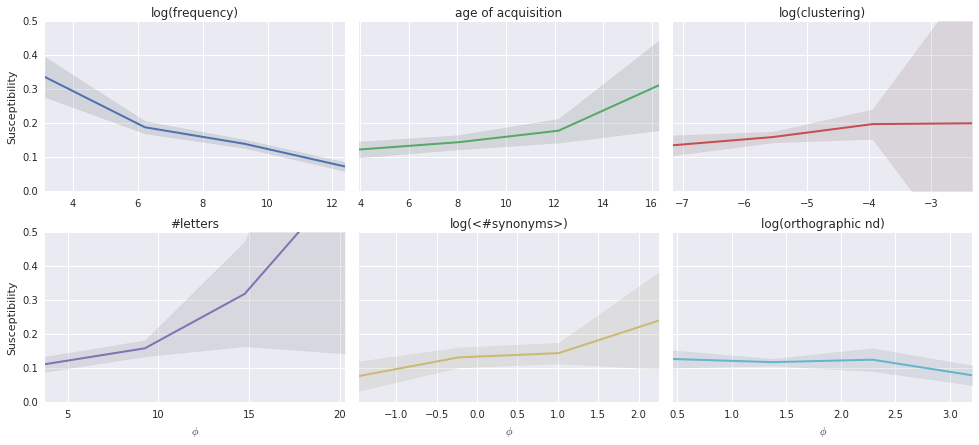 log(frequency) age of acquisition log(clustering)
0.5
0.4
0.3
0.2
0.1
0.0
Susceptibility
4 6 8 10 12
4 6 8 10 12 14 16
−7 −6 −5 −4 −3
#letters log(<#synonyms>) log(orthographic nd)
0.5
0.4
0.3
0.2
0.1
0.0
Susceptibility
5 10 15 20
−1.0 −0.5 0.0 0.5 1.0 1.5 2.0
0.5 1.0 1.5 2.0 2.5 3.0
ϕ ϕ ϕ